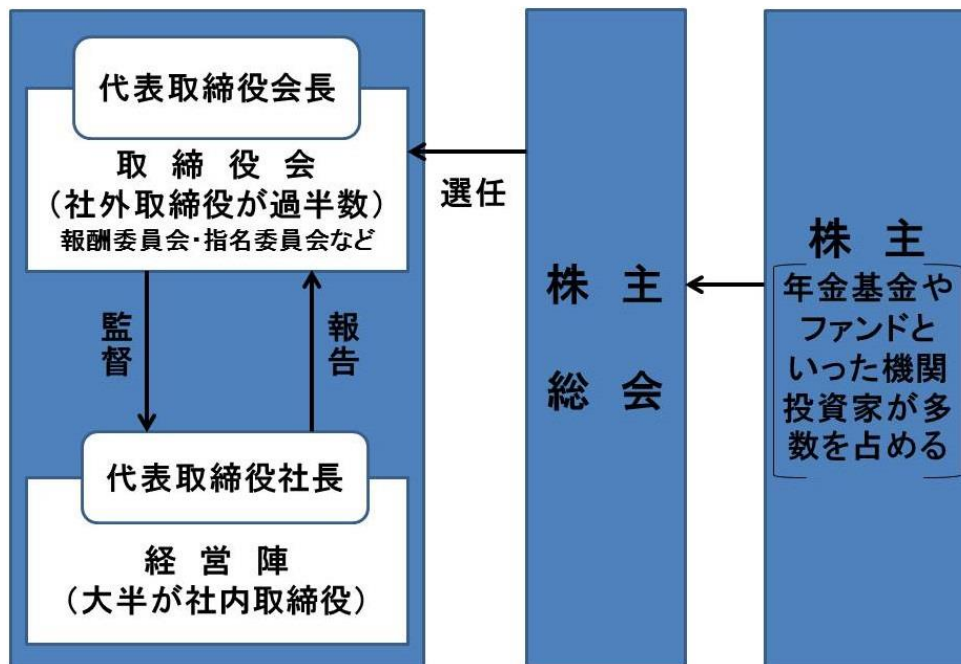 代表取締役会長
取 締 役 会
（社外取締役が過半数）
報酬委員会・指名委員会など
監督
報告
代表取締役社長
経 営 陣
（大半が社内取締役）
選任
株 主
総 会
株 主
年金基金や
ファンドと
いった機関
投資家が多
数を占める